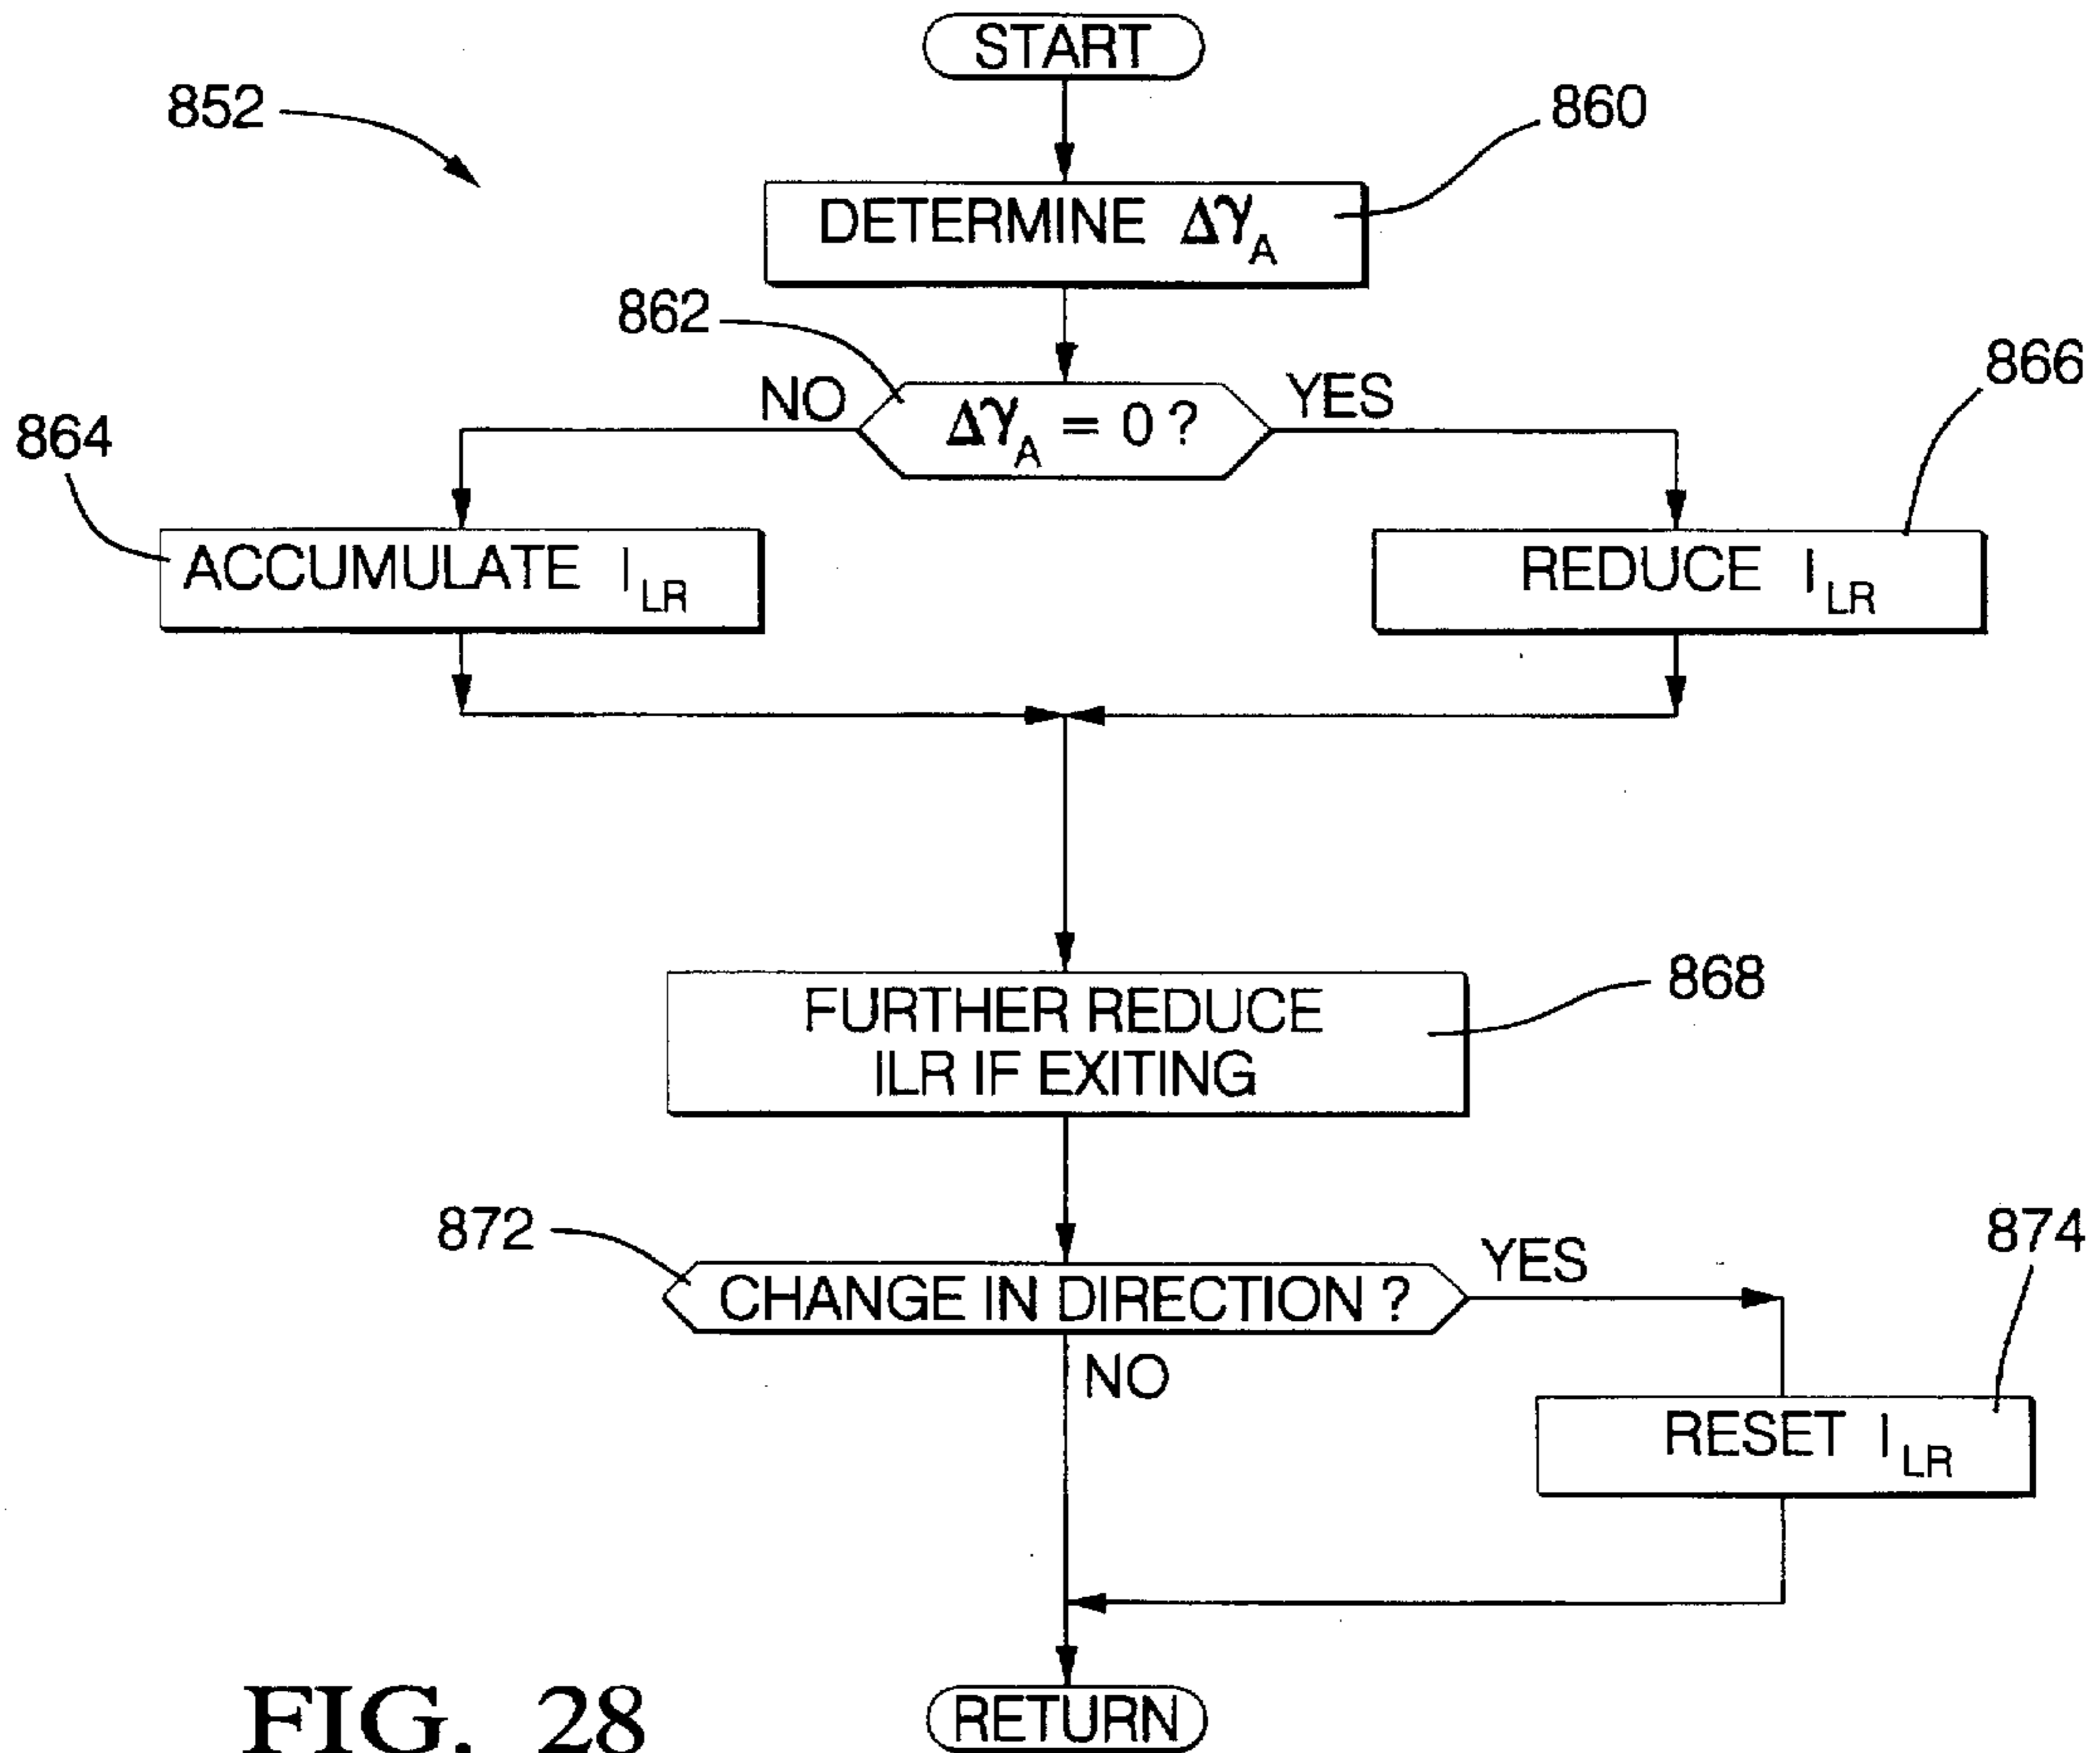 START
852
860
DETERMINE ΔγA
862
NO
ΔγA = 0 ?
YES
866
864
ACCUMULATE ILR
REDUCE ILR
FURTHER REDUCE
ILR IF EXITING
868
872
CHANGE IN DIRECTION ?
YES
874
NO
RESET ILR
RETURN
FIG. 28